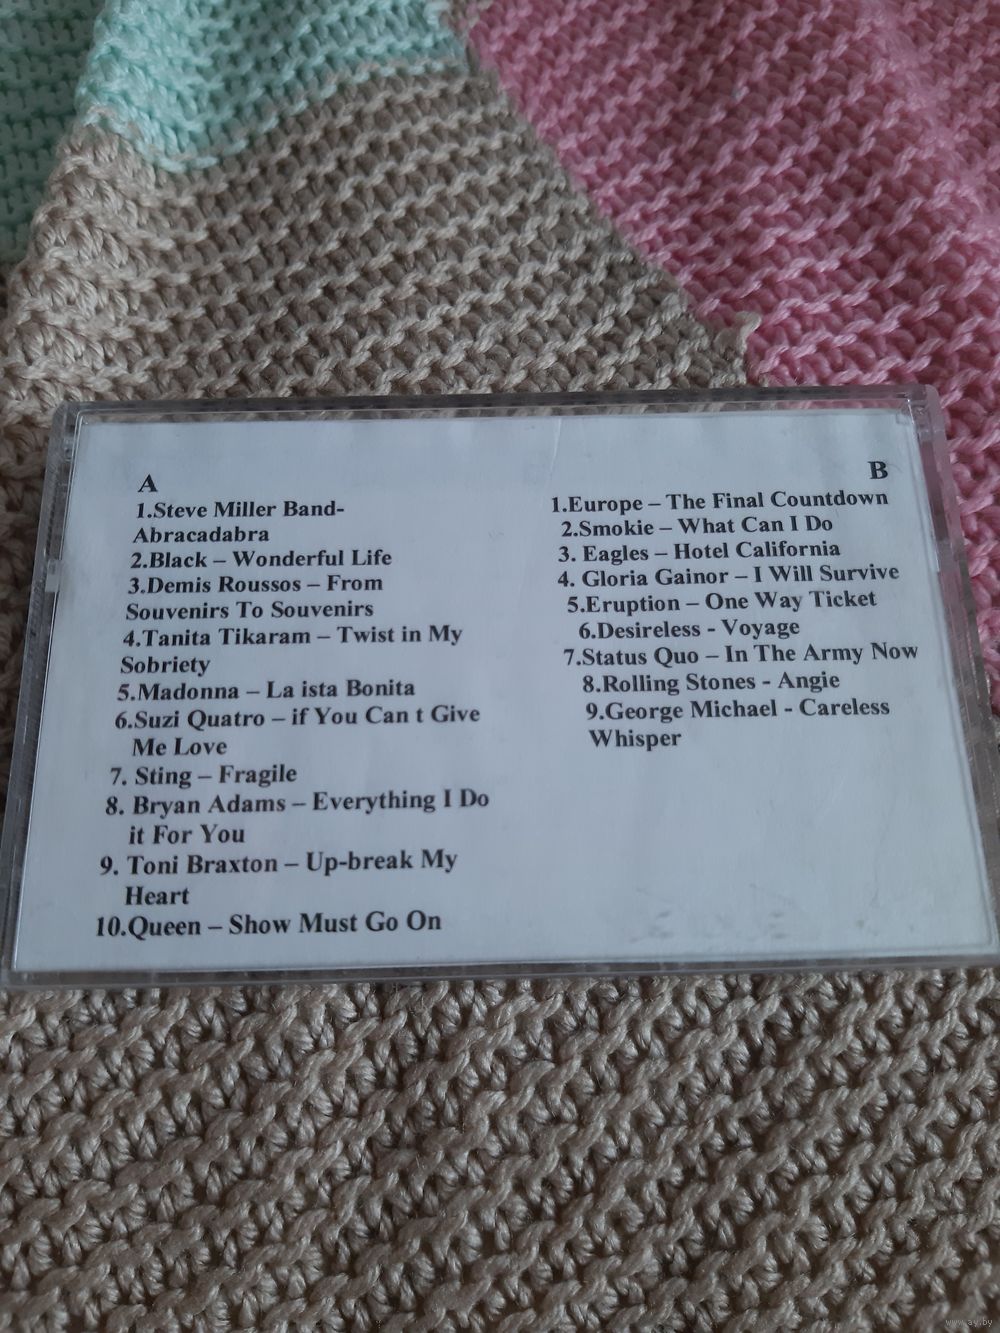 A
1.Steve Miller Band-
Abracadabra
2.Black – Wonderful Life
3.Demis Roussos – From
Souvenirs To Souvenirs
4.Tanita Tikaram – Twist in My
Sobriety
5.Madonna – La ista Bonita
6.Suzi Quatro – if You Can t Give
Me Love
7. Sting – Fragile
8. Bryan Adams – Everything I Do
it For You
9. Toni Braxton – Up-break My
Heart
10.Queen – Show Must Go On
B
1.Europe – The Final Countdown
2.Smokie – What Can I Do
3. Eagles – Hotel California
4. Gloria Gainor – I Will Survive
5.Eruption – One Way Ticket
6.Desireless - Voyage
7.Status Quo – In The Army Now
8.Rolling Stones - Angie
9.George Michael - Careless
Whisper
www.ay.by